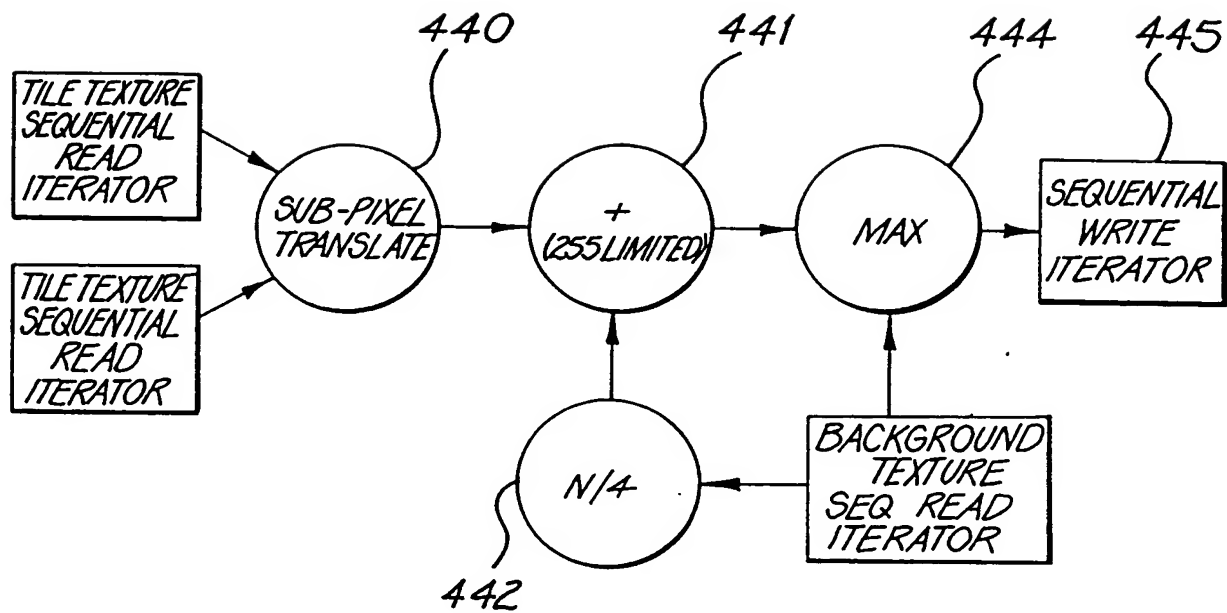 440
441
444
445
TILE TEXTURE
SEQUENTIAL
READ
ITERATOR
SUB-PIXEL
TRANSLATE
+
(255 LIMITED)
MAX
SEQUENTIAL
WRITE
ITERATOR
TILE TEXTURE
SEQUENTIAL
READ
ITERATOR
N/4
BACKGROUND
TEXTURE
SEQ READ
ITERATOR
442